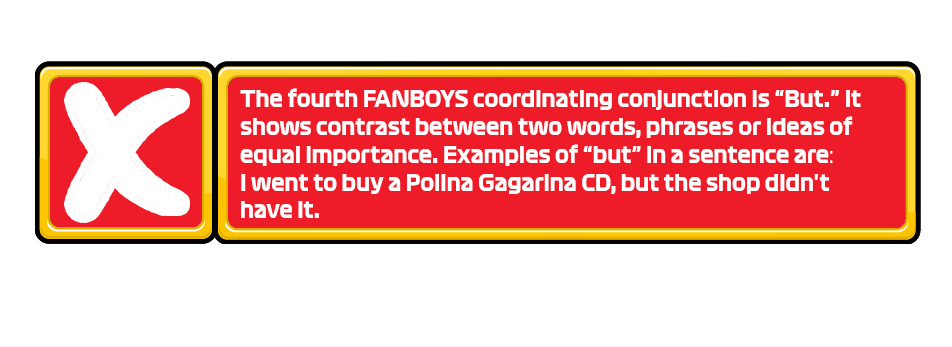 The fourth FANBOYS coordinating conjunction is “But.” It
shows contrast between two words, phrases or ideas of
equal importance. Examples of “but” in a sentence are:
I went to buy a Polina Gagarina CD, but the shop didn't
have it.